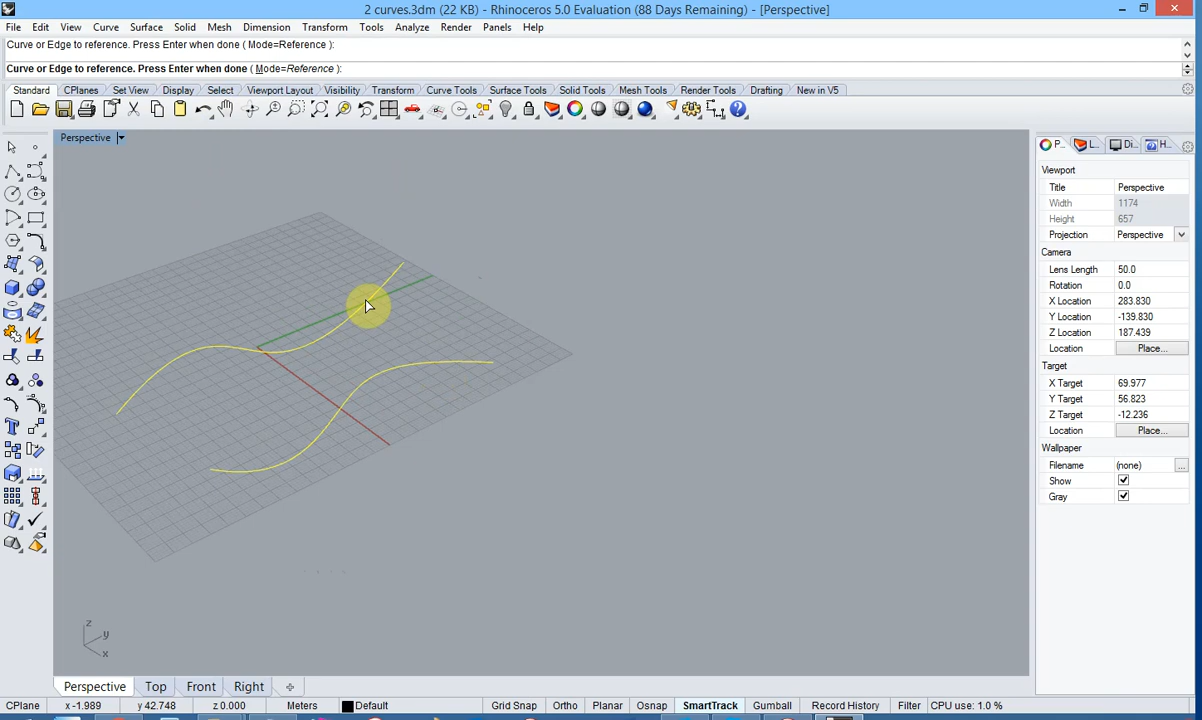 2 curves.3dm (22 KB) - Rhinoceros 5.0 Evaluation (88 Days Remaining) - [Perspective]
File Edit View Curve Surface Solid Mesh Dimension Transform Tools Analyze Render Panels Help
Curve or Edge to reference. Press Enter when done ( Mode=Reference ):
Curve or Edge to reference. Press Enter when done ( Mode=Reference ):
Standard CPlanes Set View Display Select Viewport Layout Visibility Transform Curve Tools Surface Tools Solid Tools Mesh Tools Render Tools Drafting New in V5
Perspective
P... L... Di... H...
Viewport
Title Perspective
Width 1174
Height 657
Projection Perspective
Camera
Lens Length 50.0
Rotation 0.0
X Location 283.830
Y Location -139.830
Z Location 187.439
Location Place...
Target
X Target 69.977
Y Target 56.823
Z Target -12.236
Location Place...
Wallpaper
Filename (none) ...
Show
Gray
z
y
x
Perspective Top Front Right
CPlane x -1.989 y 42.748 z 0.000 Meters Default Grid Snap Ortho Planar Osnap SmartTrack Gumball Record History Filter CPU use: 1.0 %